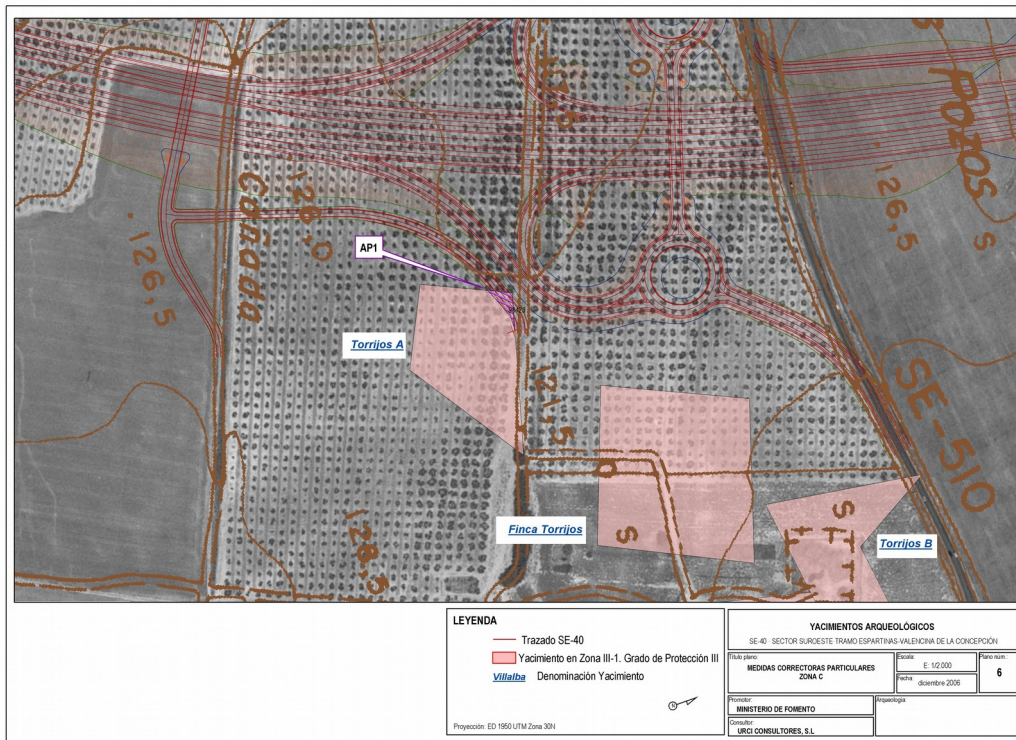 136
O
Pozos
S
126,5
SE-510
Cañada
126,0
126,5
AP1
Torrijos A
121,5
D
S
S
Finca Torrijos
Torrijos B
128,5
LEYENDA
Trazado SE-40
Yacimiento en Zona III-1. Grado de Protección III
Villalba Denominación Yacimiento
Proyección: ED 1950 UTM Zona 30N
YACIMIENTOS ARQUEOLÓGICOS
SE-40 SECTOR SUROESTE TRAMO ESPARTINAS-VALENCINA DE LA CONCEPCIÓN
Título plano:
MEDIDAS CORRECTORAS PARTICULARES
ZONA C
Escala:
E: 1/2.000
Fecha:
diciembre 2006
Plano núm.:
6
Promotor:
MINISTERIO DE FOMENTO
Arqueología:
Consultor:
URCI CONSULTORES, S.L